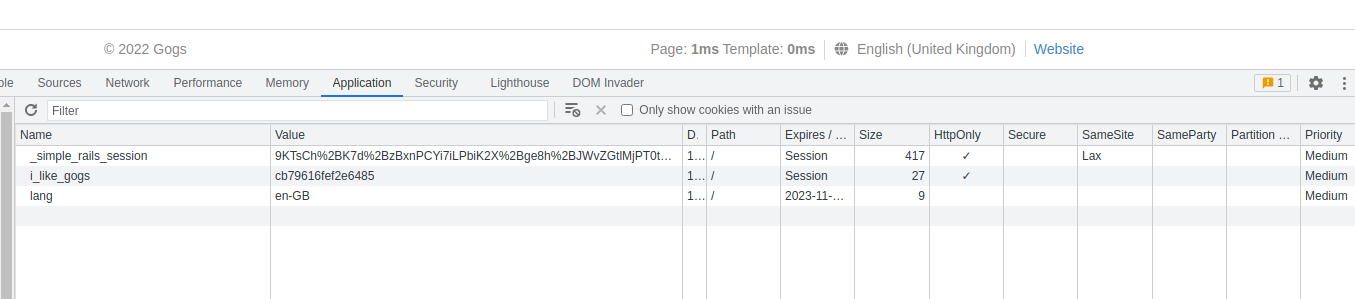 © 2022 Gogs Page: 1ms Template: 0ms English (United Kingdom) Website
ole Sources Network Performance Memory Application Security Lighthouse DOM Invader 1
Filter Only show cookies with an issue
Name Value D. Path Expires / ... Size HttpOnly Secure SameSite SameParty Partition ... Priority
_simple_rails_session 9KTsCh%2BK7d%2BzBxnPCYi7iLPbiK2X%2Bge8h%2BJWvZGtlMjPT0t... 1... / Session 417 ✓ Lax Medium
i_like_gogs cb79616fef2e6485 1... / Session 27 ✓ Medium
lang en-GB 1... / 2023-11-... 9 Medium